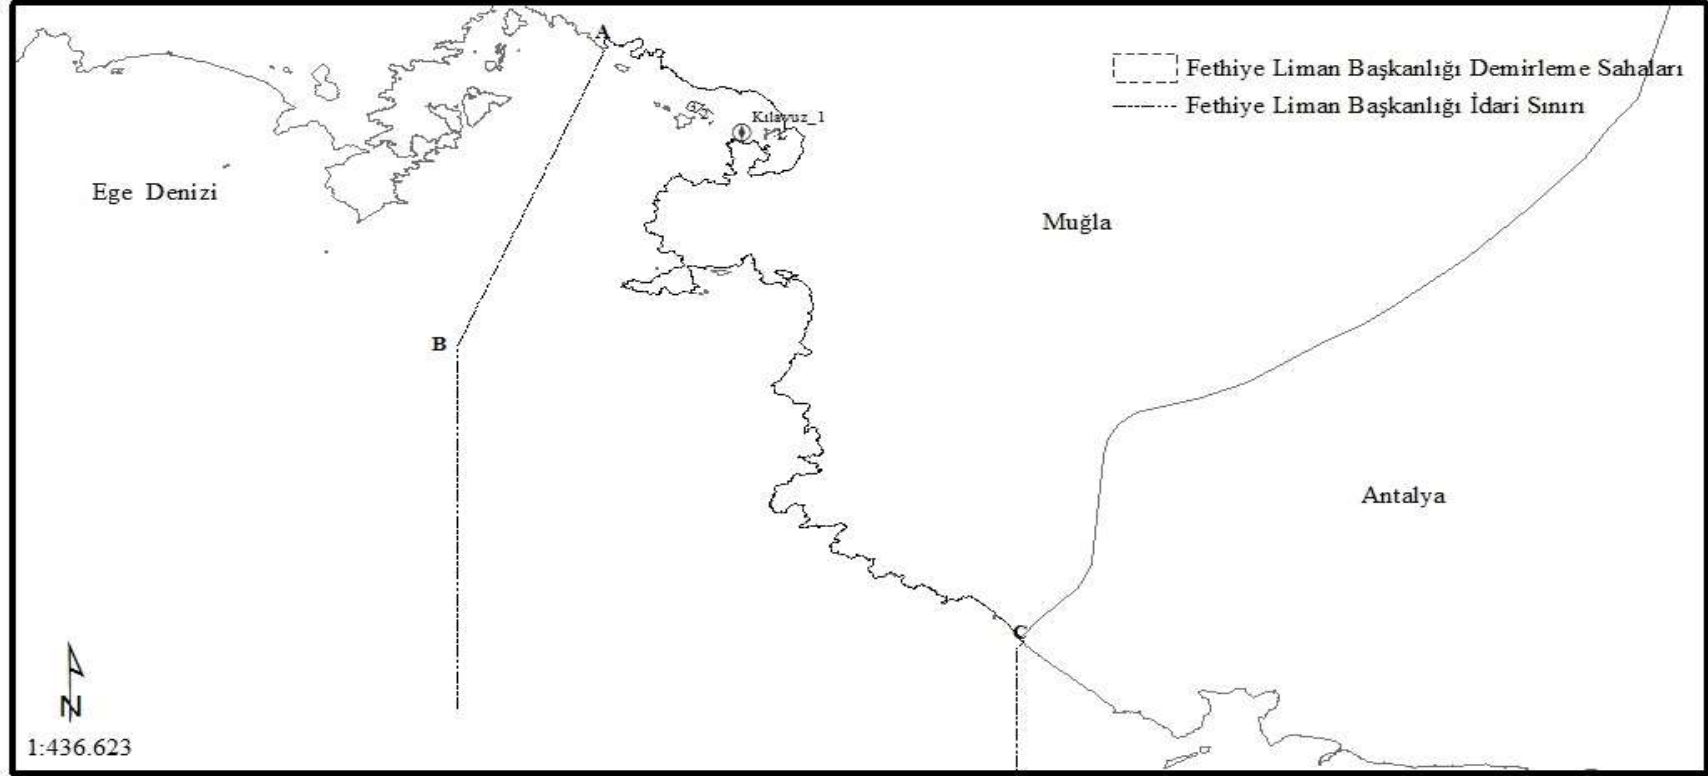 A
Fethiye Liman Başkanlığı Demirleme Sahaları
Fethiye Liman Başkanlığı İdari Sınırı
Kılavuz_1
Ege Denizi
Muğla
B
Antalya
C
N
1:436.623